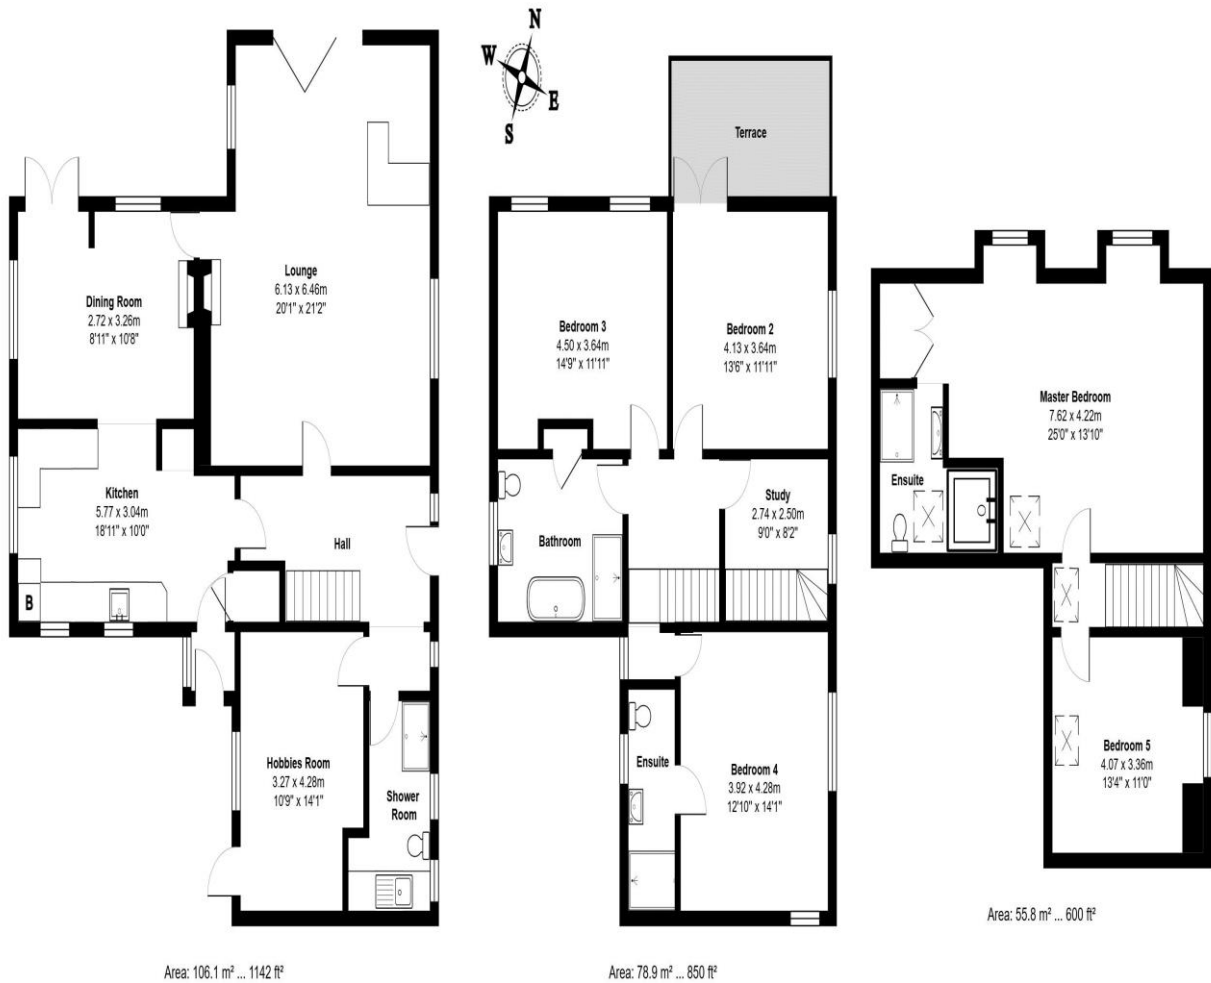 N
W
E
S
Terrace
Lounge
6.13 x 6.46m
20'1" x 21'2"
Dining Room
2.72 x 3.26m
8'11" x 10'8"
Kitchen
5.77 x 3.04m
18'11" x 10'0"
B
Hall
Hobbies Room
3.27 x 4.28m
10'9" x 14'1"
Shower
Room
Area: 106.1 m² ... 1142 ft²
Bedroom 3
4.50 x 3.64m
14'9" x 11'11"
Bedroom 2
4.13 x 3.64m
13'6" x 11'11"
Study
2.74 x 2.50m
9'0" x 8'2"
Bathroom
Ensuite
Bedroom 4
3.92 x 4.28m
12'10" x 14'1"
Area: 78.9 m² ... 850 ft²
Master Bedroom
7.62 x 4.22m
25'0" x 13'10"
Ensuite
Bedroom 5
4.07 x 3.36m
13'4" x 11'0"
Area: 55.8 m² ... 600 ft²